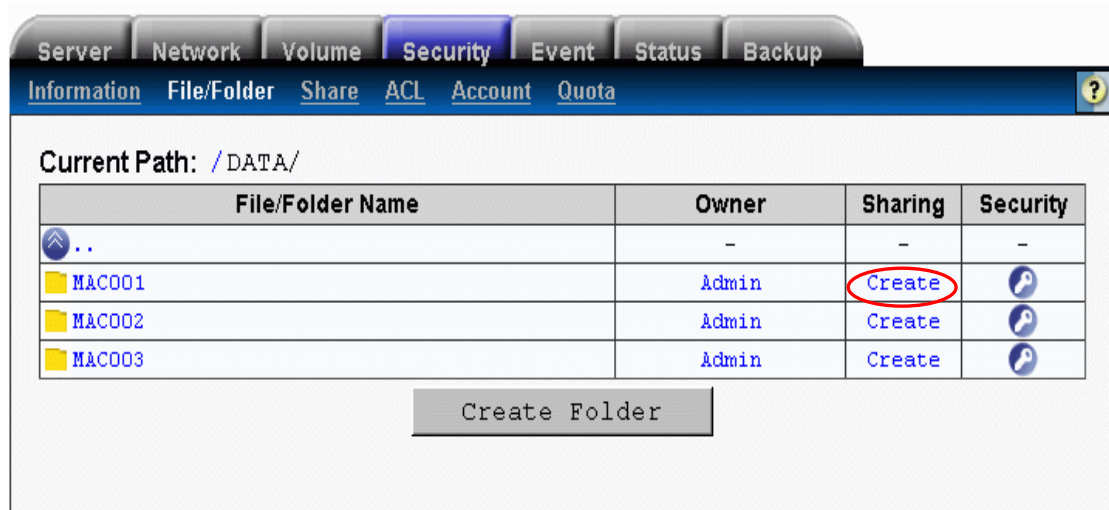 Server Network Volume Security Event Status Backup
Information File/Folder Share ACL Account Quota ?
Current Path: /DATA/
File/Folder Name Owner Sharing Security
.. - - -
MAC001 Admin Create
MAC002 Admin Create
MAC003 Admin Create
Create Folder